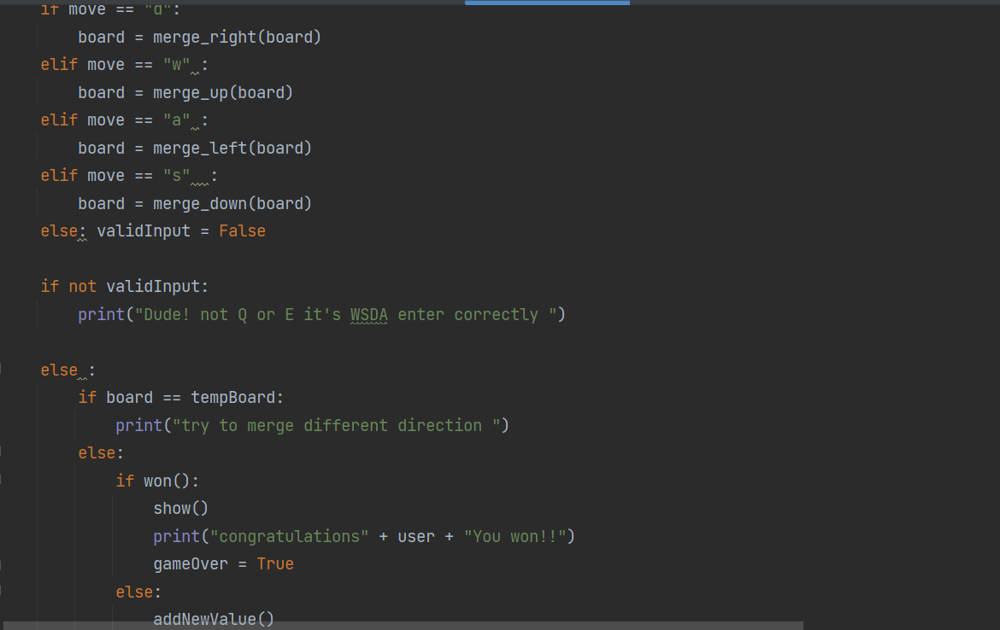 if move == "d":
board = merge_right(board)
elif move == "w" :
board = merge_up(board)
elif move == "a" :
board = merge_left(board)
elif move == "s"  :
board = merge_down(board)
else: validInput = False
if not validInput:
print("Dude! not Q or E it's WSDA enter correctly ")
else :
if board == tempBoard:
print("try to merge different direction ")
else:
if won():
show()
print("congratulations" + user + "You won!!")
gameOver = True
else:
addNewValue()